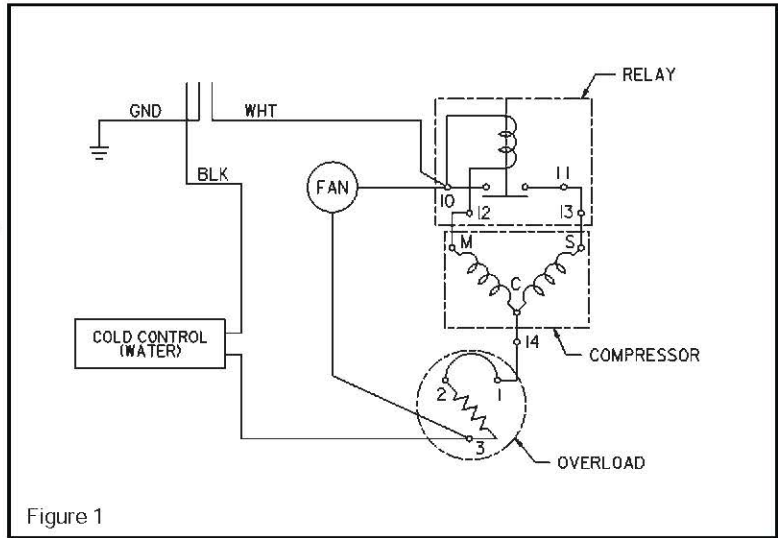 RELAY
GND
WHT
BLK
FAN
10
11
12
13
M
S
C
COLD CONTROL
(WATER)
14
COMPRESSOR
2
1
3
OVERLOAD
Figure 1